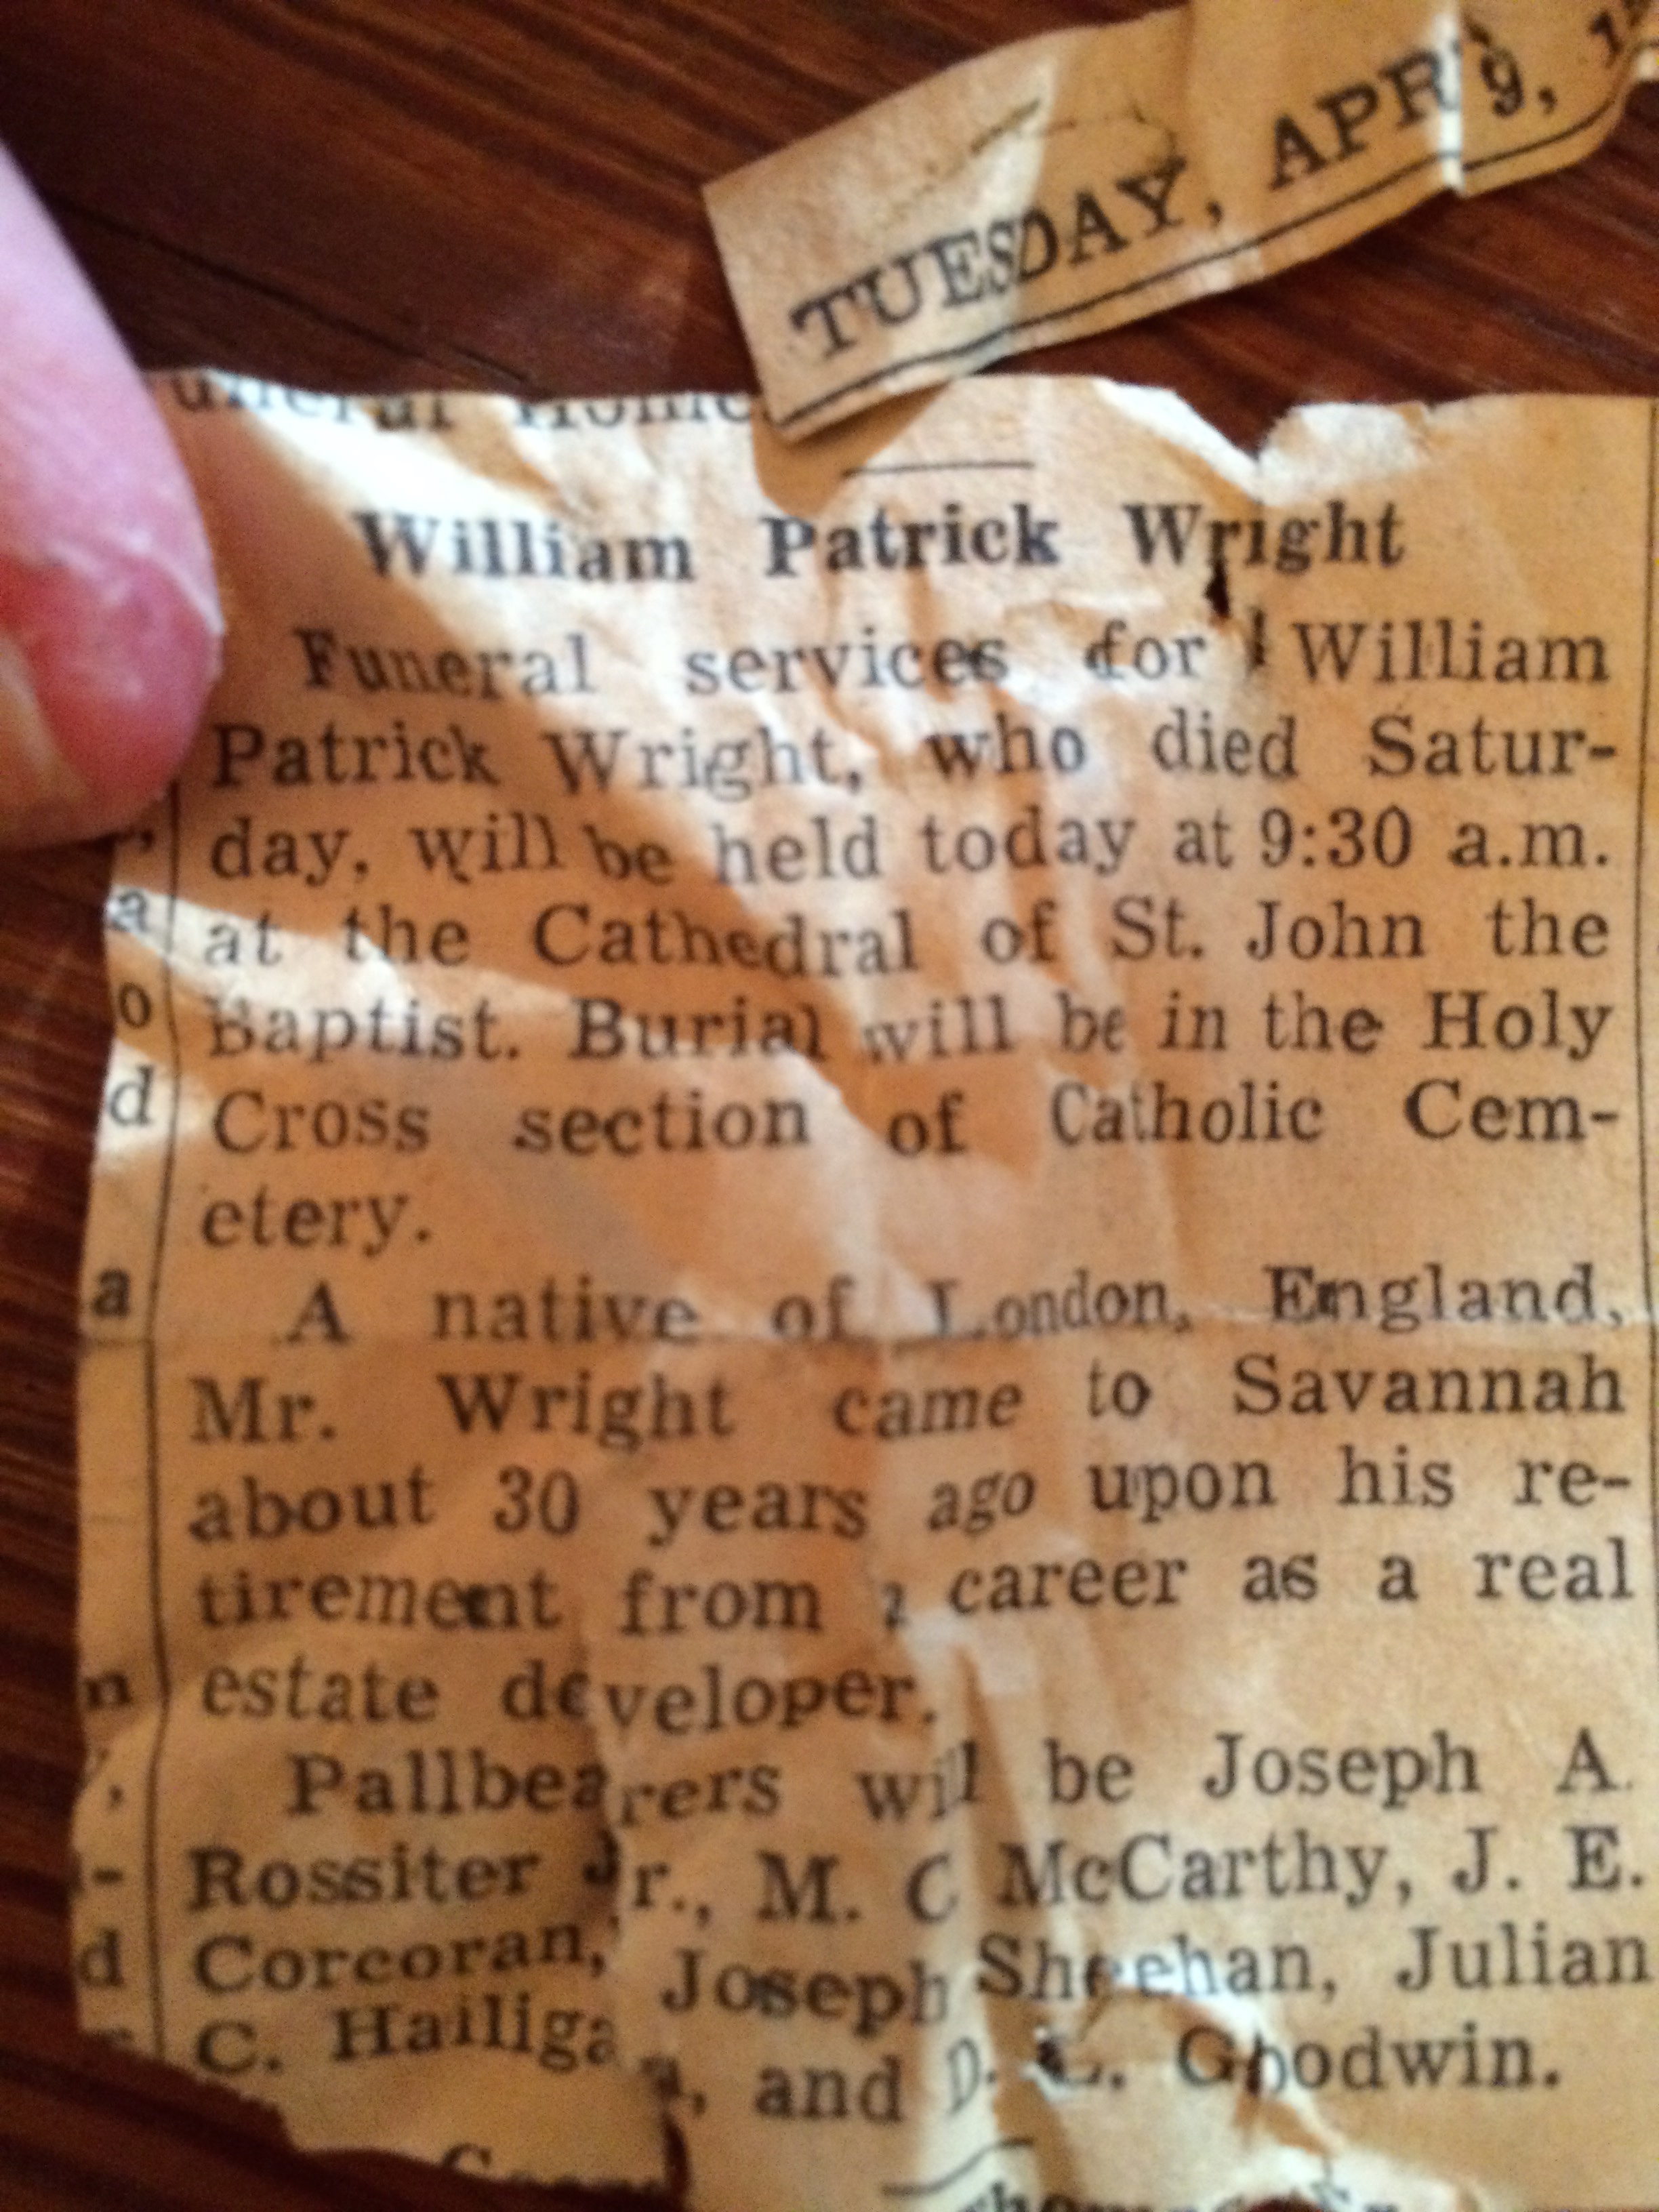 TUESDAY, APR 9, 1
uneral Home
William Patrick Wright
Funeral services for William
Patrick Wright, who died Satur-
day, will be held today at 9:30 a.m.
at the Cathedral of St. John the
Baptist. Burial will be in the Holy
Cross section of Catholic Cem-
etery.
A native of London, England,
Mr. Wright came to Savannah
about 30 years ago upon his re-
tirement from a career as a real
estate developer.
Pallbearers will be Joseph A.
Rossiter Jr., M. C McCarthy, J. E.
Corcoran, Joseph Sheehan, Julian
C. Hailigan, and D. L. Goodwin.
a
o
d
a
n
,
-
d